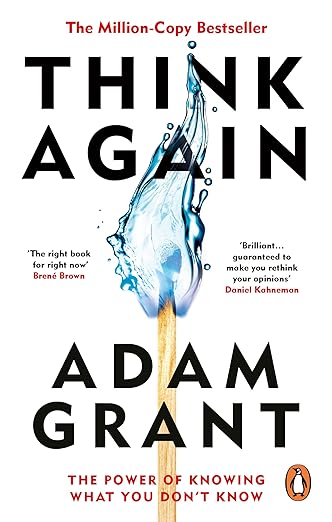 The Million-Copy Bestseller
THINK
AGAIN
'The right book
for right now'
Brené Brown
'Brilliant...
guaranteed to
make you rethink
your opinions'
Daniel Kahneman
ADAM
GRANT
THE POWER OF KNOWING
WHAT YOU DON'T KNOW